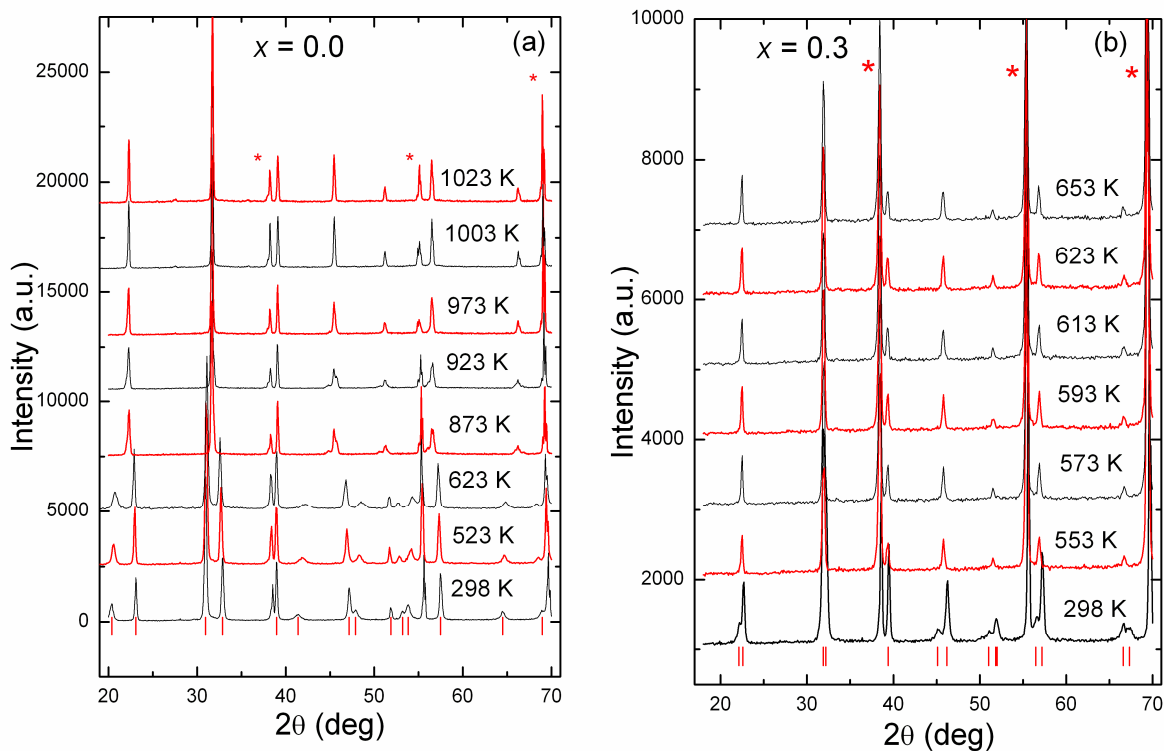 (a)
x = 0.0
*
* *
1023 K
1003 K
973 K
923 K
873 K
623 K
523 K
298 K
25000
20000
15000
10000
5000
0
Intensity (a.u.)
20 30 40 50 60 70
2θ (deg)
(b)
x = 0.3
* * *
653 K
623 K
613 K
593 K
573 K
553 K
298 K
10000
8000
6000
4000
2000
Intensity (a.u.)
20 30 40 50 60 70
2θ (deg)